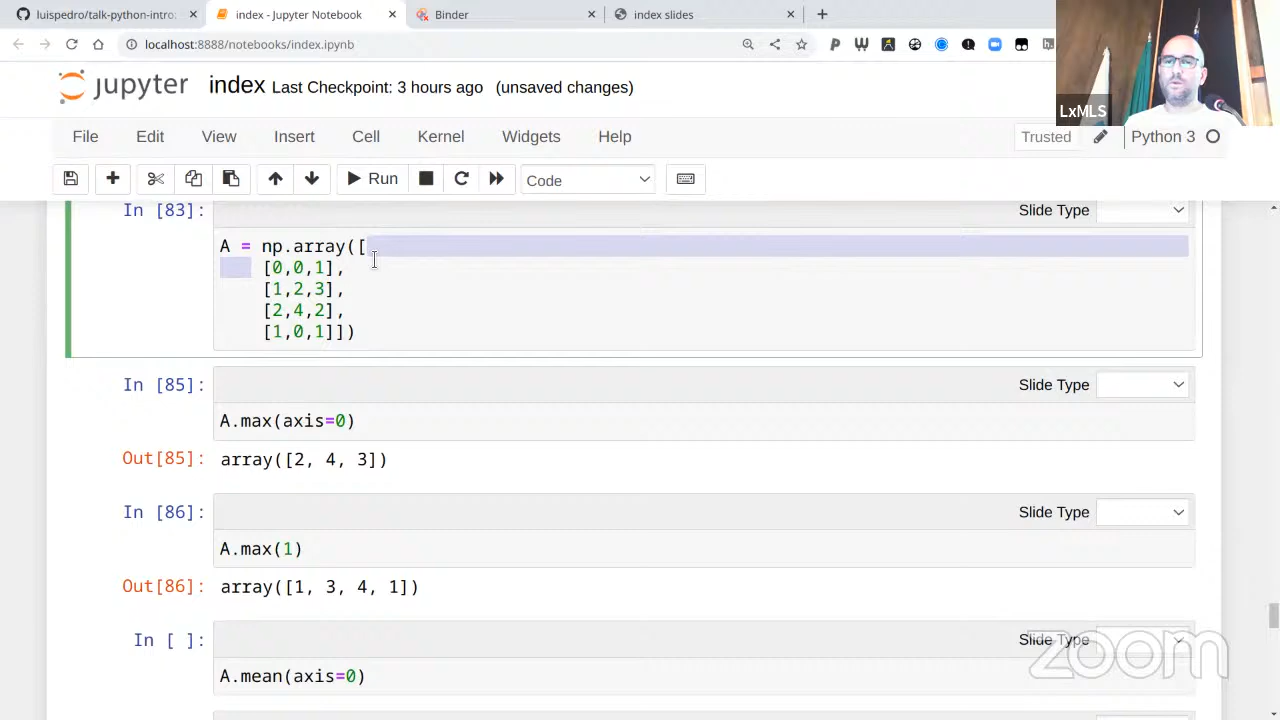 luispedro/talk-python-intro:
index - Jupyter Notebook
Binder
index slides
localhost:8888/notebooks/index.ipynb
LxMLS
jupyter index Last Checkpoint: 3 hours ago (unsaved changes)
File Edit View Insert Cell Kernel Widgets Help
Trusted Python 3
Run Code
In [83]: Slide Type
A = np.array([
[0,0,1],
[1,2,3],
[2,4,2],
[1,0,1]])
In [85]: Slide Type
A.max(axis=0)
Out[85]: array([2, 4, 3])
In [86]: Slide Type
A.max(1)
Out[86]: array([1, 3, 4, 1])
In [ ]: Slide Type
A.mean(axis=0)
zoom